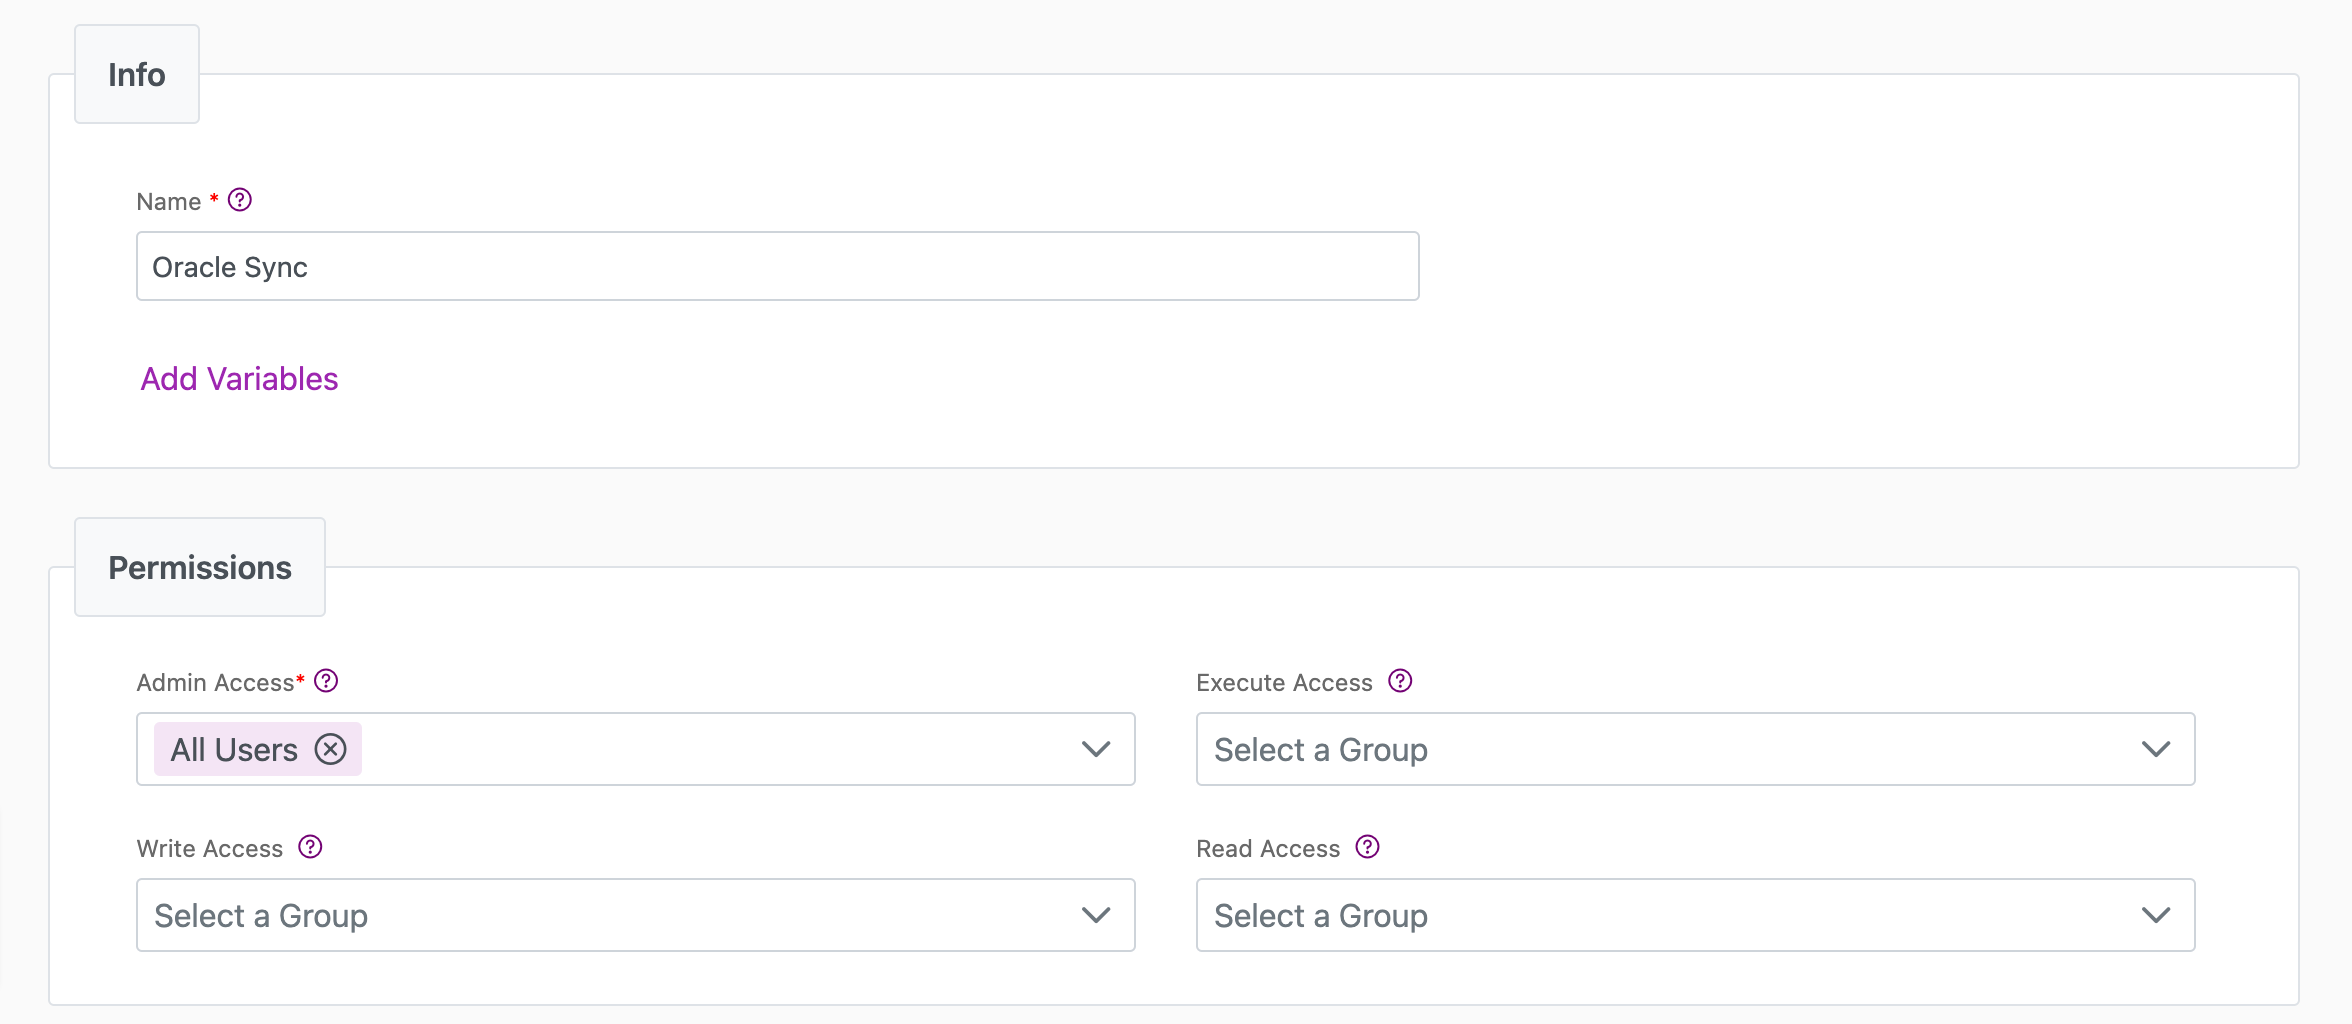 Info
Name *
Oracle Sync
Add Variables
Permissions
Admin Access*
Execute Access
All Users
Select a Group
Write Access
Read Access
Select a Group
Select a Group